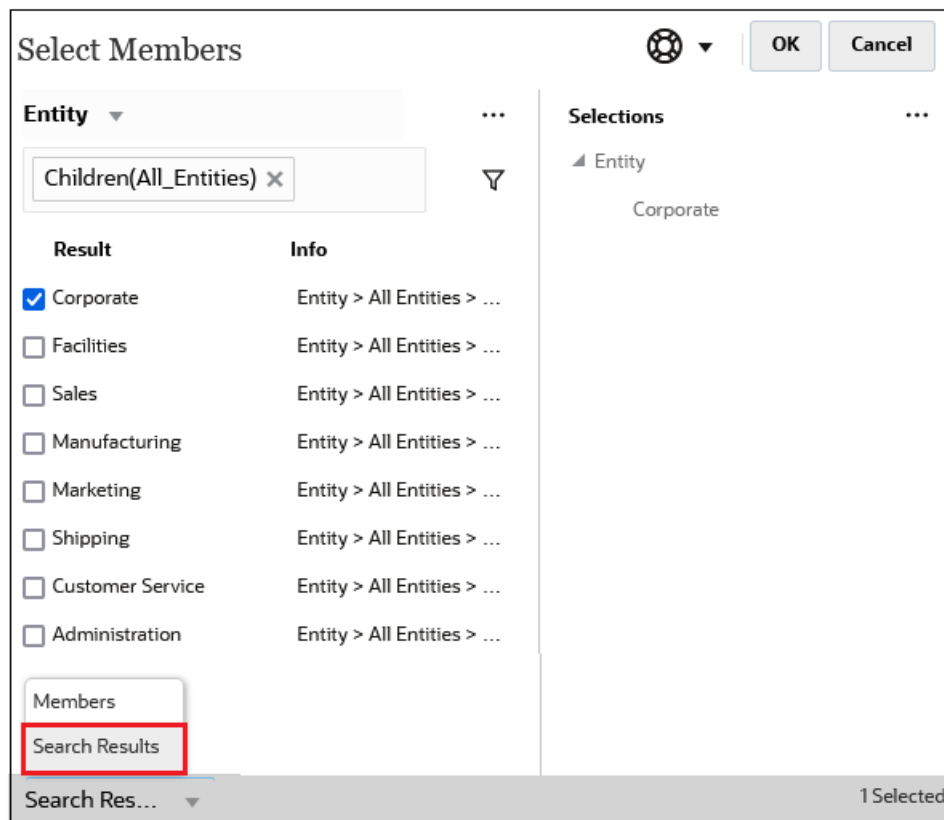 Select Members
OK
Cancel
Entity
...
Children(All_Entities)
Result Info
Corporate Entity > All Entities > ...
Facilities Entity > All Entities > ...
Sales Entity > All Entities > ...
Manufacturing Entity > All Entities > ...
Marketing Entity > All Entities > ...
Shipping Entity > All Entities > ...
Customer Service Entity > All Entities > ...
Administration Entity > All Entities > ...
Selections
...
Entity
Corporate
Members
Search Results
Search Res...
1 Selected